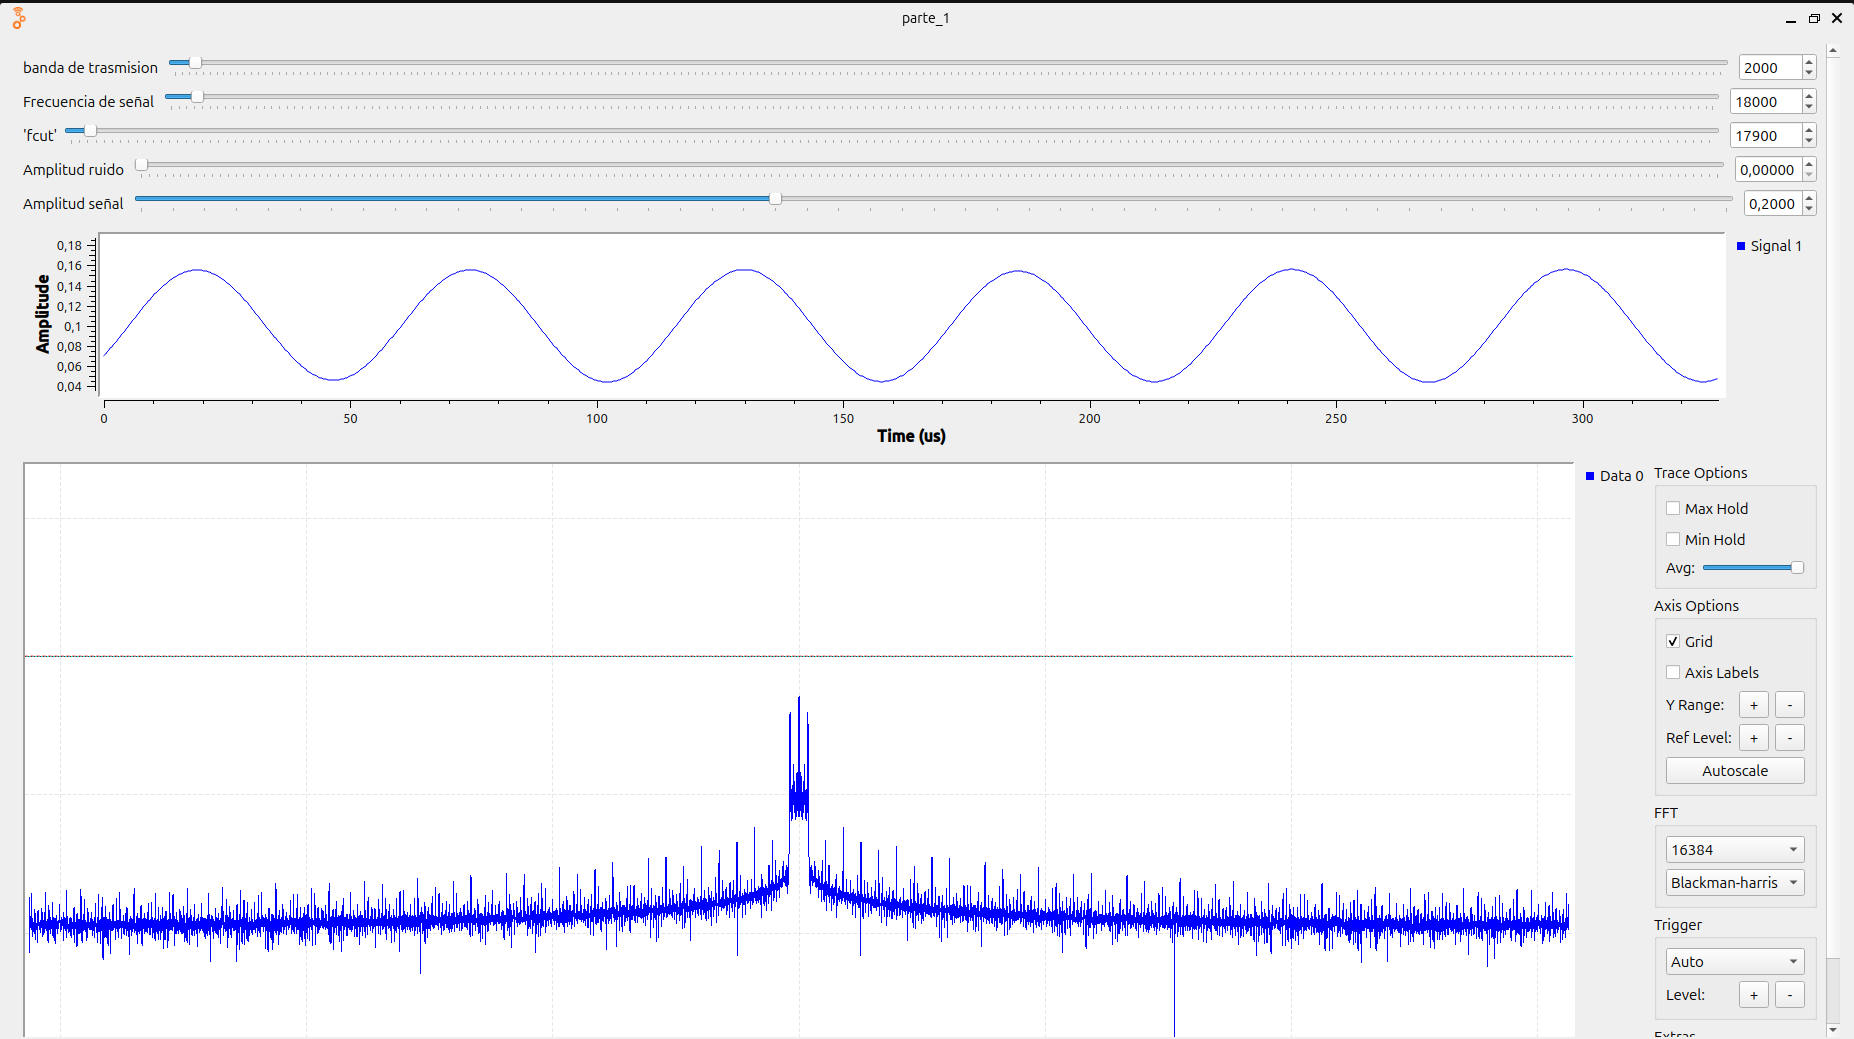 parte_1
banda de trasmision 2000
Frecuencia de señal 18000
'fcut' 17900
Amplitud ruido 0,00000
Amplitud señal 0,2000
Signal 1
Amplitude
0,18
0,16
0,14
0,12
0,1
0,08
0,06
0,04
0 50 100 150 200 250 300
Time (us)
Data 0
Trace Options
Max Hold
Min Hold
Avg:
Axis Options
Grid
Axis Labels
Y Range: + -
Ref Level: + -
Autoscale
FFT
16384
Blackman-harris
Trigger
Auto
Level: + -
Extras